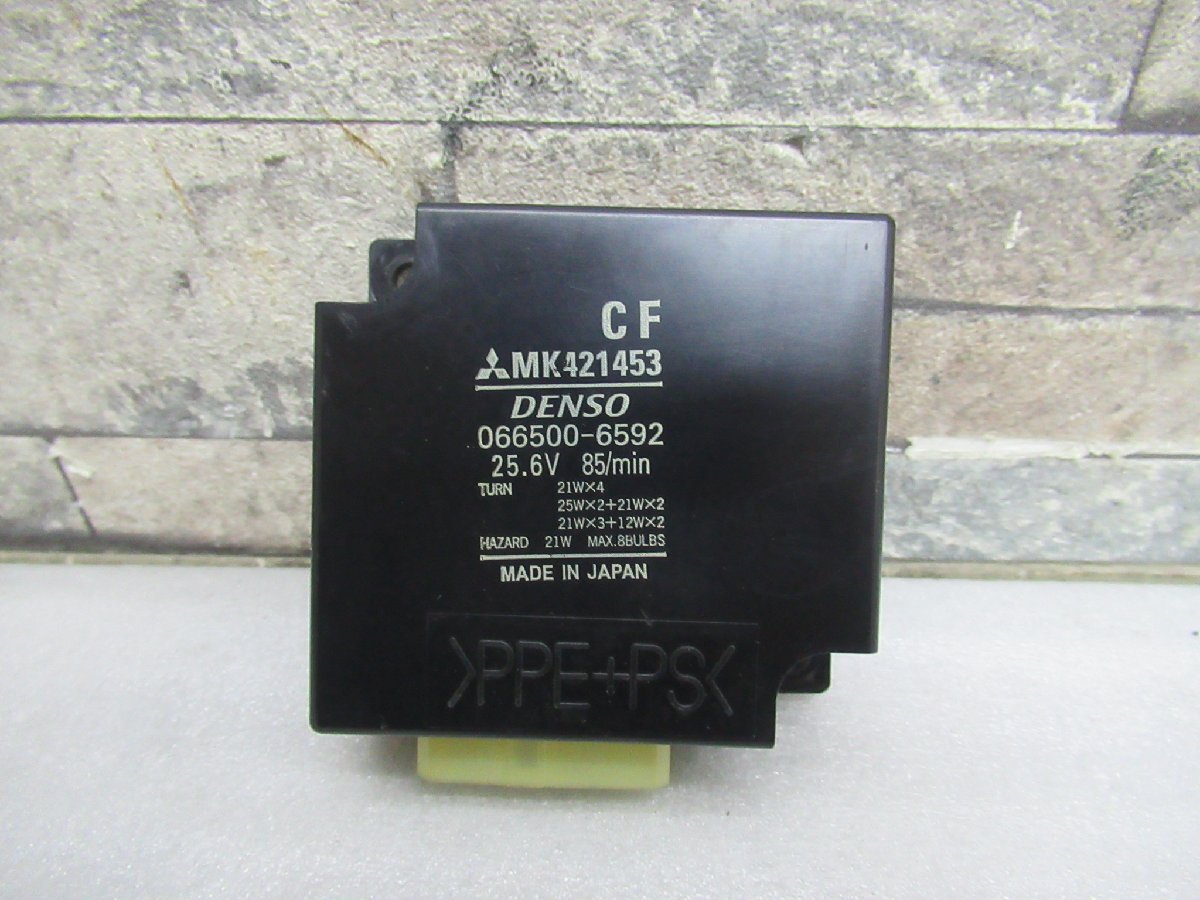 CF
MK421453
DENSO
066500-6592
25.6V 85/min
TURN 21W×4
25W×2+21W×2
21W×3+12W×2
HAZARD 21W MAX.8BULBS
MADE IN JAPAN
>PPE+PS<